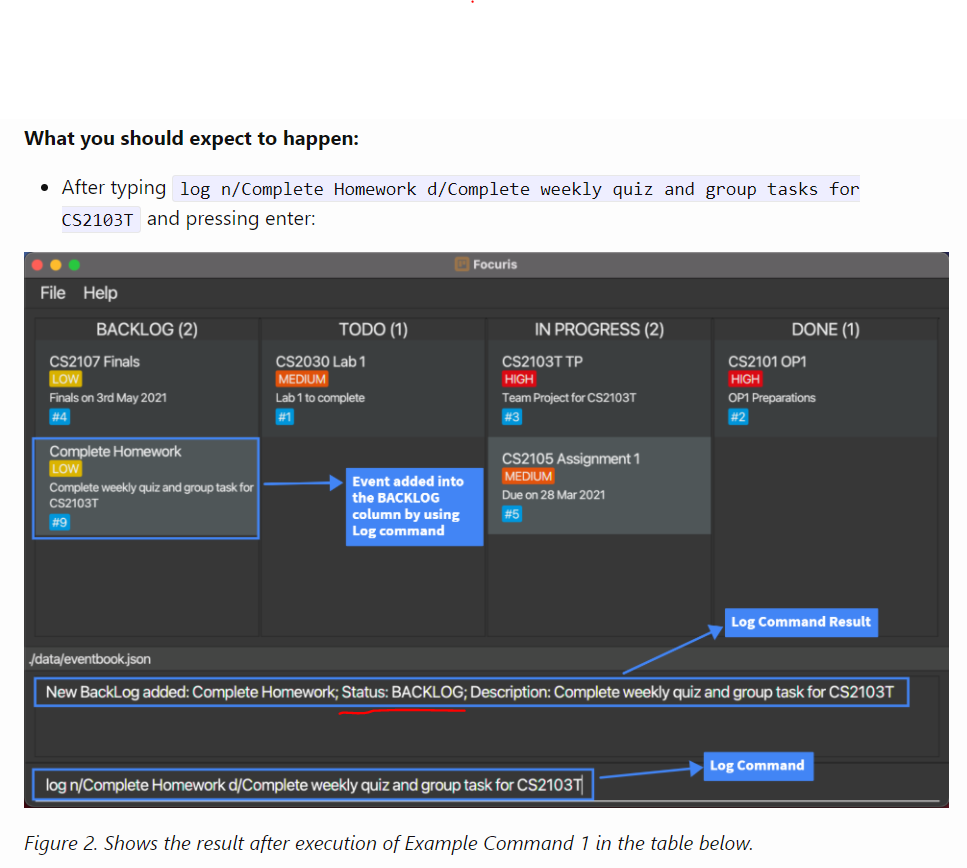 What you should expect to happen:
• After typing log n/Complete Homework d/Complete weekly quiz and group tasks for
CS2103T and pressing enter:
Focuris
File Help
BACKLOG (2)
CS2107 Finals
LOW
Finals on 3rd May 2021
#4
Complete Homework
LOW
Complete weekly quiz and group task for
CS2103T
#9
TODO (1)
CS2030 Lab 1
MEDIUM
Lab 1 to complete
#1
Event added into
the BACKLOG
column by using
Log command
IN PROGRESS (2)
CS2103T TP
HIGH
Team Project for CS2103T
#3
CS2105 Assignment 1
MEDIUM
Due on 28 Mar 2021
#5
DONE (1)
CS2101 OP1
HIGH
OP1 Preparations
#2
Log Command Result
./data/eventbook.json
New BackLog added: Complete Homework; Status: BACKLOG; Description: Complete weekly quiz and group task for CS2103T
Log Command
log n/Complete Homework d/Complete weekly quiz and group task for CS2103T
Figure 2. Shows the result after execution of Example Command 1 in the table below.